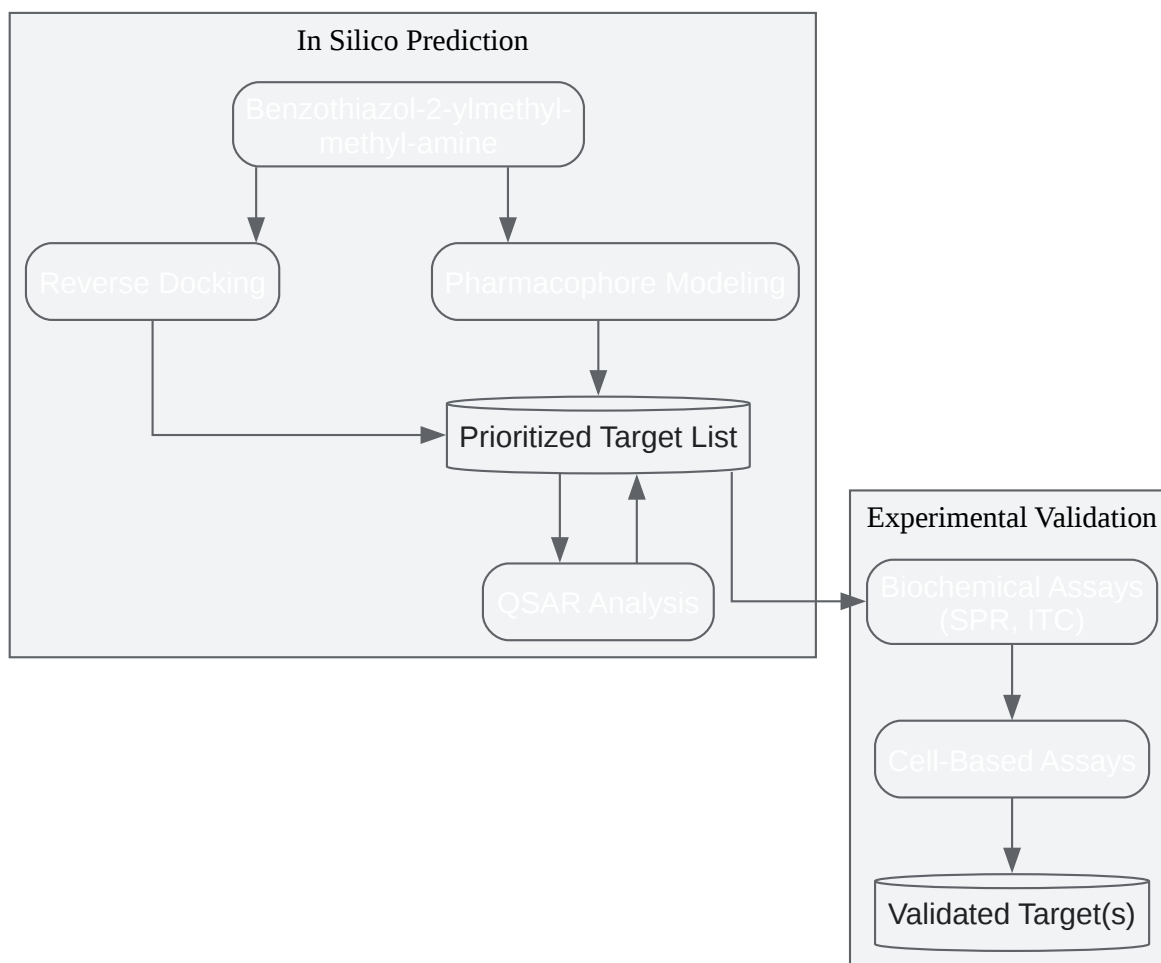 In Silico Prediction
Benzothiazol-2-ylmethyl-
methyl-amine
Reverse Docking
Pharmacophore Modeling
Prioritized Target List
QSAR Analysis
Experimental Validation
Biochemical Assays
(SPR, ITC)
Cell-Based Assays
Validated Target(s)